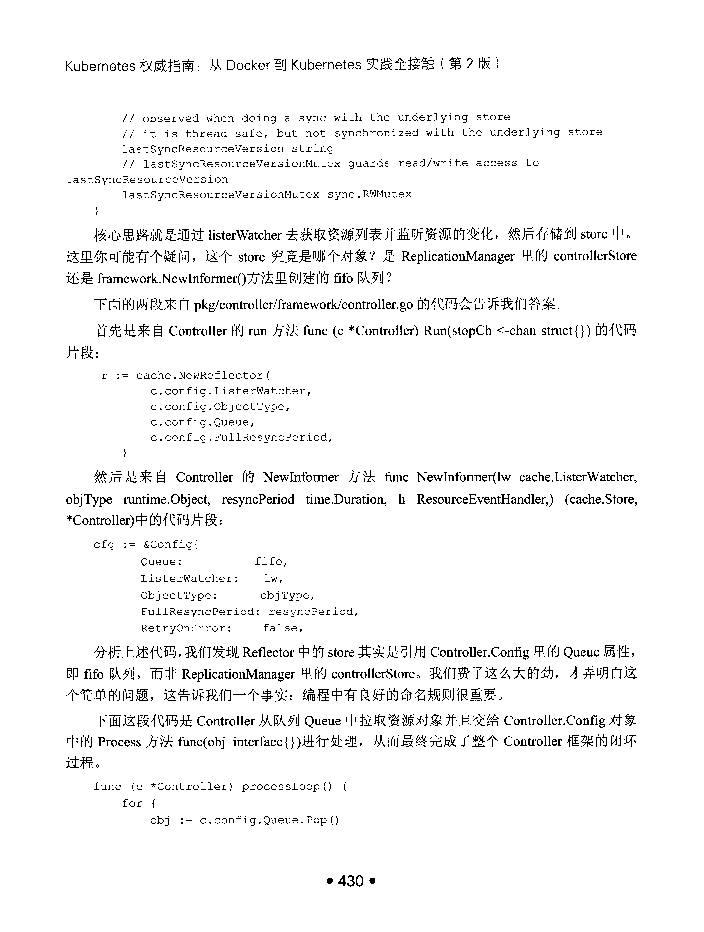 Kubernetes 权威指南：从 Docker 到 Kubernetes 实践全接触（第 2 版）
// observed when doing a sync with the underlying store
// it is thread safe, but not synchronized with the underlying store
lastSyncResourceVersion string
// lastSyncResourceVersionMutex guards read/write access to
lastSyncResourceVersion
lastSyncResourceVersionMutex sync.RWMutex
}
核心思路就是通过 listerWatcher 去获取资源列表并监听资源的变化，然后存储到 store 中。
这里你可能有个疑问，这个 store 究竟是哪个对象？是 ReplicationManager 里的 controllerStore
还是 framework.NewInformer()方法里创建的 fifo 队列？
下面的两段来自 pkg/controller/framework/controller.go 的代码会告诉我们答案。
首先是来自 Controller 的 run 方法 func (c *Controller) Run(stopCh <-chan struct{}) 的代码
片段：
r := cache.NewReflector(
c.config.ListerWatcher,
c.config.ObjectType,
c.config.Queue,
c.config.FullResyncPeriod,
)
然后是来自 Controller 的 NewInformer 方法 func NewInformer(lw cache.ListerWatcher,
objType runtime.Object, resyncPeriod time.Duration, h ResourceEventHandler,) (cache.Store,
*Controller)中的代码片段：
cfg := &Config{
Queue: fifo,
ListerWatcher: lw,
ObjectType: objType,
FullResyncPeriod: resyncPeriod,
RetryOnError: false,
分析上述代码，我们发现 Reflector 中的 store 其实是引用 Controller.Config 里的 Queue 属性，
即 fifo 队列，而非 ReplicationManager 里的 controllerStore。我们费了这么大的劲，才弄明白这
个简单的问题，这告诉我们一个事实：编程中有良好的命名规则很重要。
下面这段代码是 Controller 从队列 Queue 中拉取资源对象并且交给 Controller.Config 对象
中的 Process 方法 func(obj interface{})进行处理，从而最终完成了整个 Controller 框架的闭环
过程。
func (c *Controller) processLoop() {
for {
obj := c.config.Queue.Pop()
• 430 •